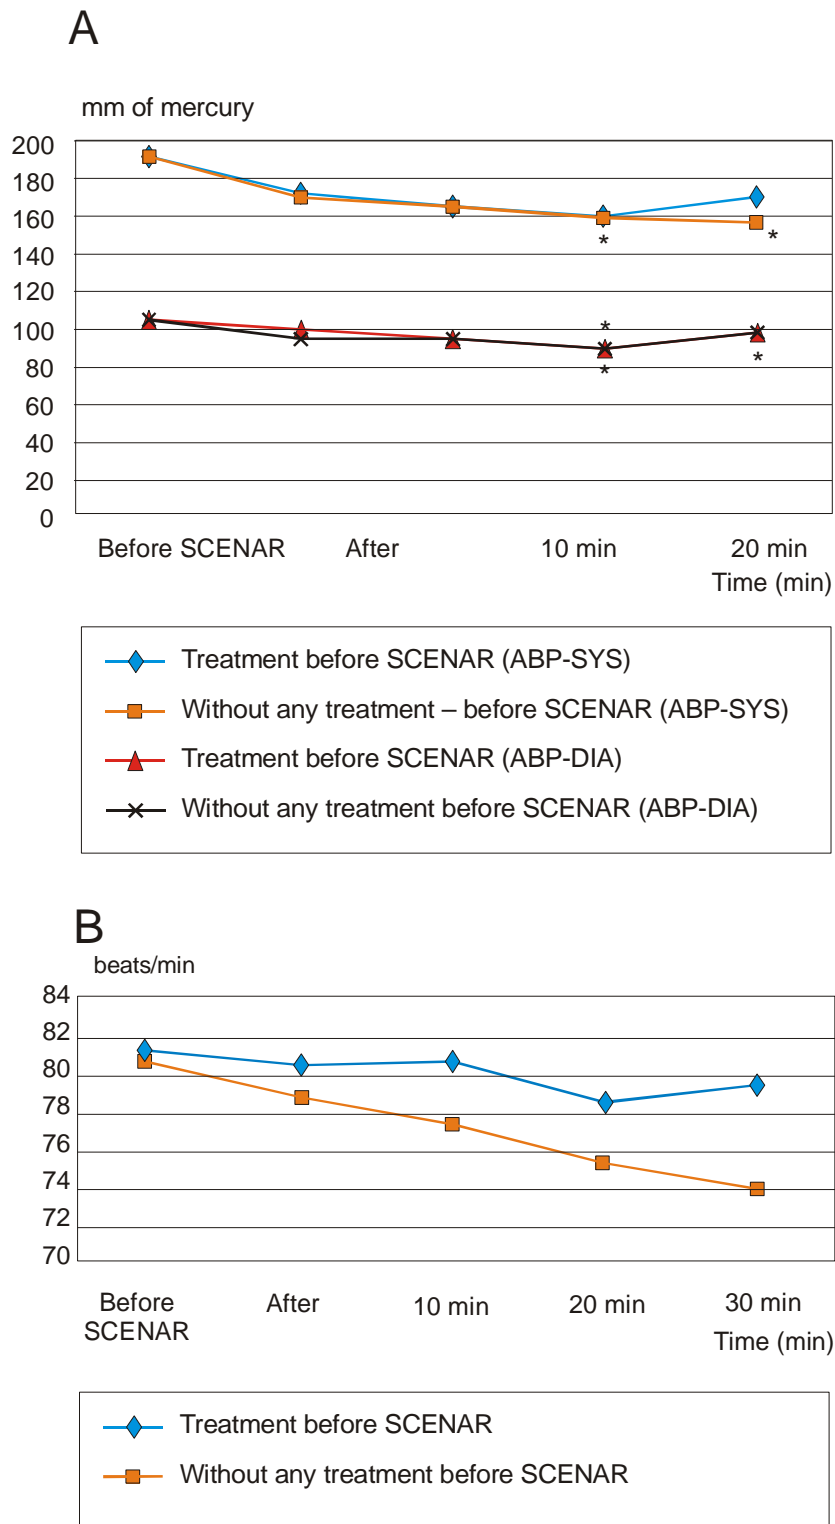 A
mm of mercury
200
180
160
140
120
100
80
60
40
20
0
*
*
*
*
*
Before SCENAR After 10 min 20 min
Time (min)
Treatment before SCENAR (ABP-SYS)
Without any treatment – before SCENAR (ABP-SYS)
Treatment before SCENAR (ABP-DIA)
Without any treatment before SCENAR (ABP-DIA)
B
beats/min
84
82
80
78
76
74
72
70
Before After 10 min 20 min 30 min
SCENAR
Time (min)
Treatment before SCENAR
Without any treatment before SCENAR